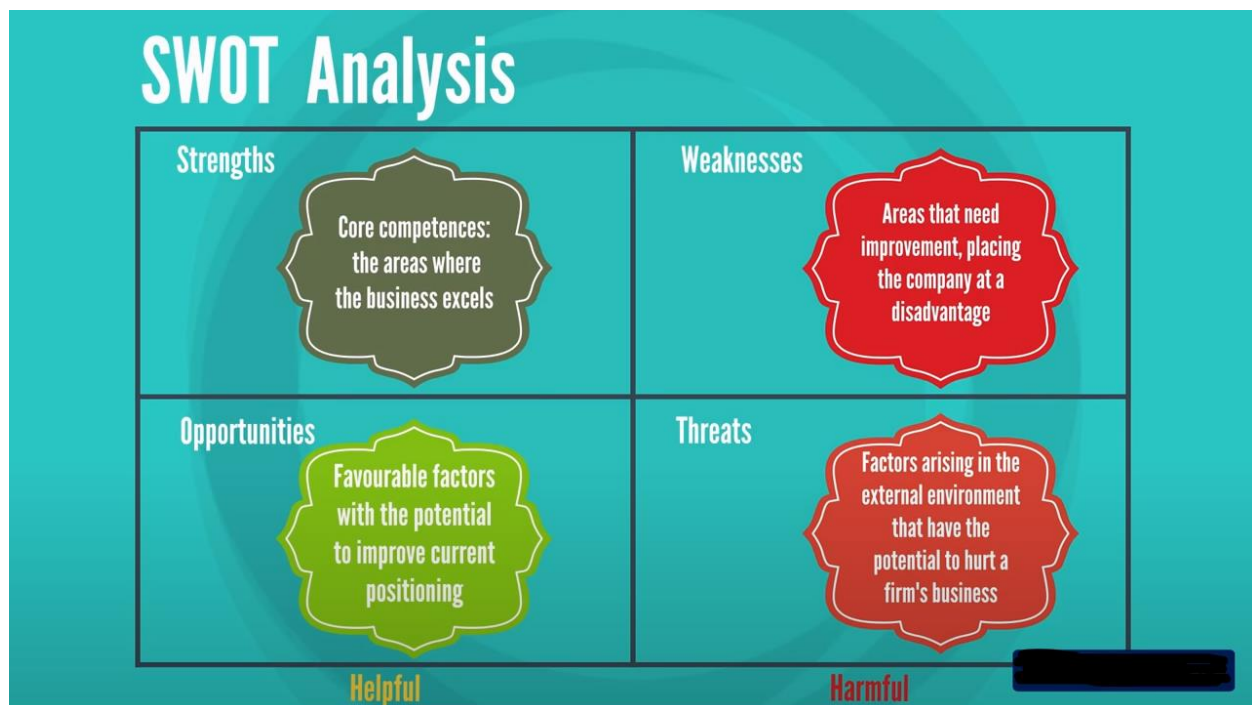 SWOT Analysis
Strengths
Core competences:
the areas where
the business excels
Weaknesses
Areas that need
improvement, placing
the company at a
disadvantage
Opportunities
Favourable factors
with the potential
to improve current
positioning
Threats
Factors arising in the
external environment
that have the
potential to hurt a
firm's business
Helpful
Harmful